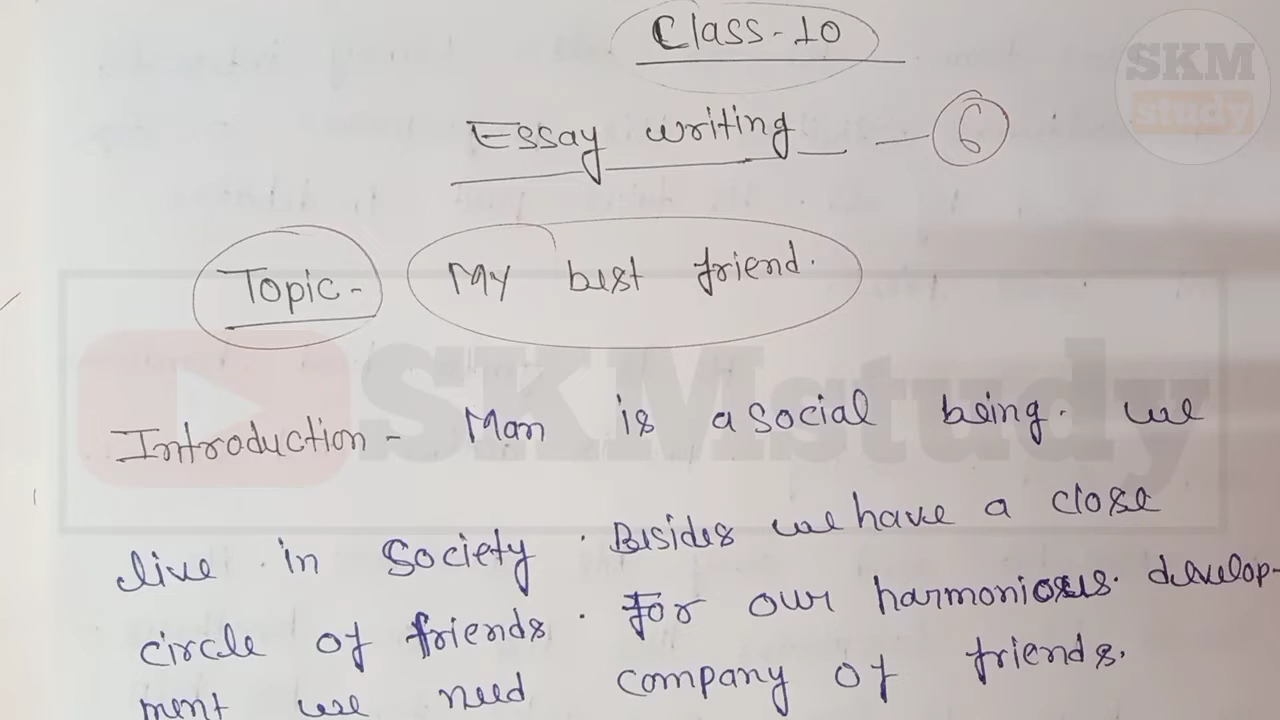 Class-10
SKM
study
Essay writing - 6
Topic- My best friend.
SKMstudy
Introduction - Man is a social being. we
live in society. Besides we have a close
circle of friends. For our harmonious develop-
ment we need company of friends.